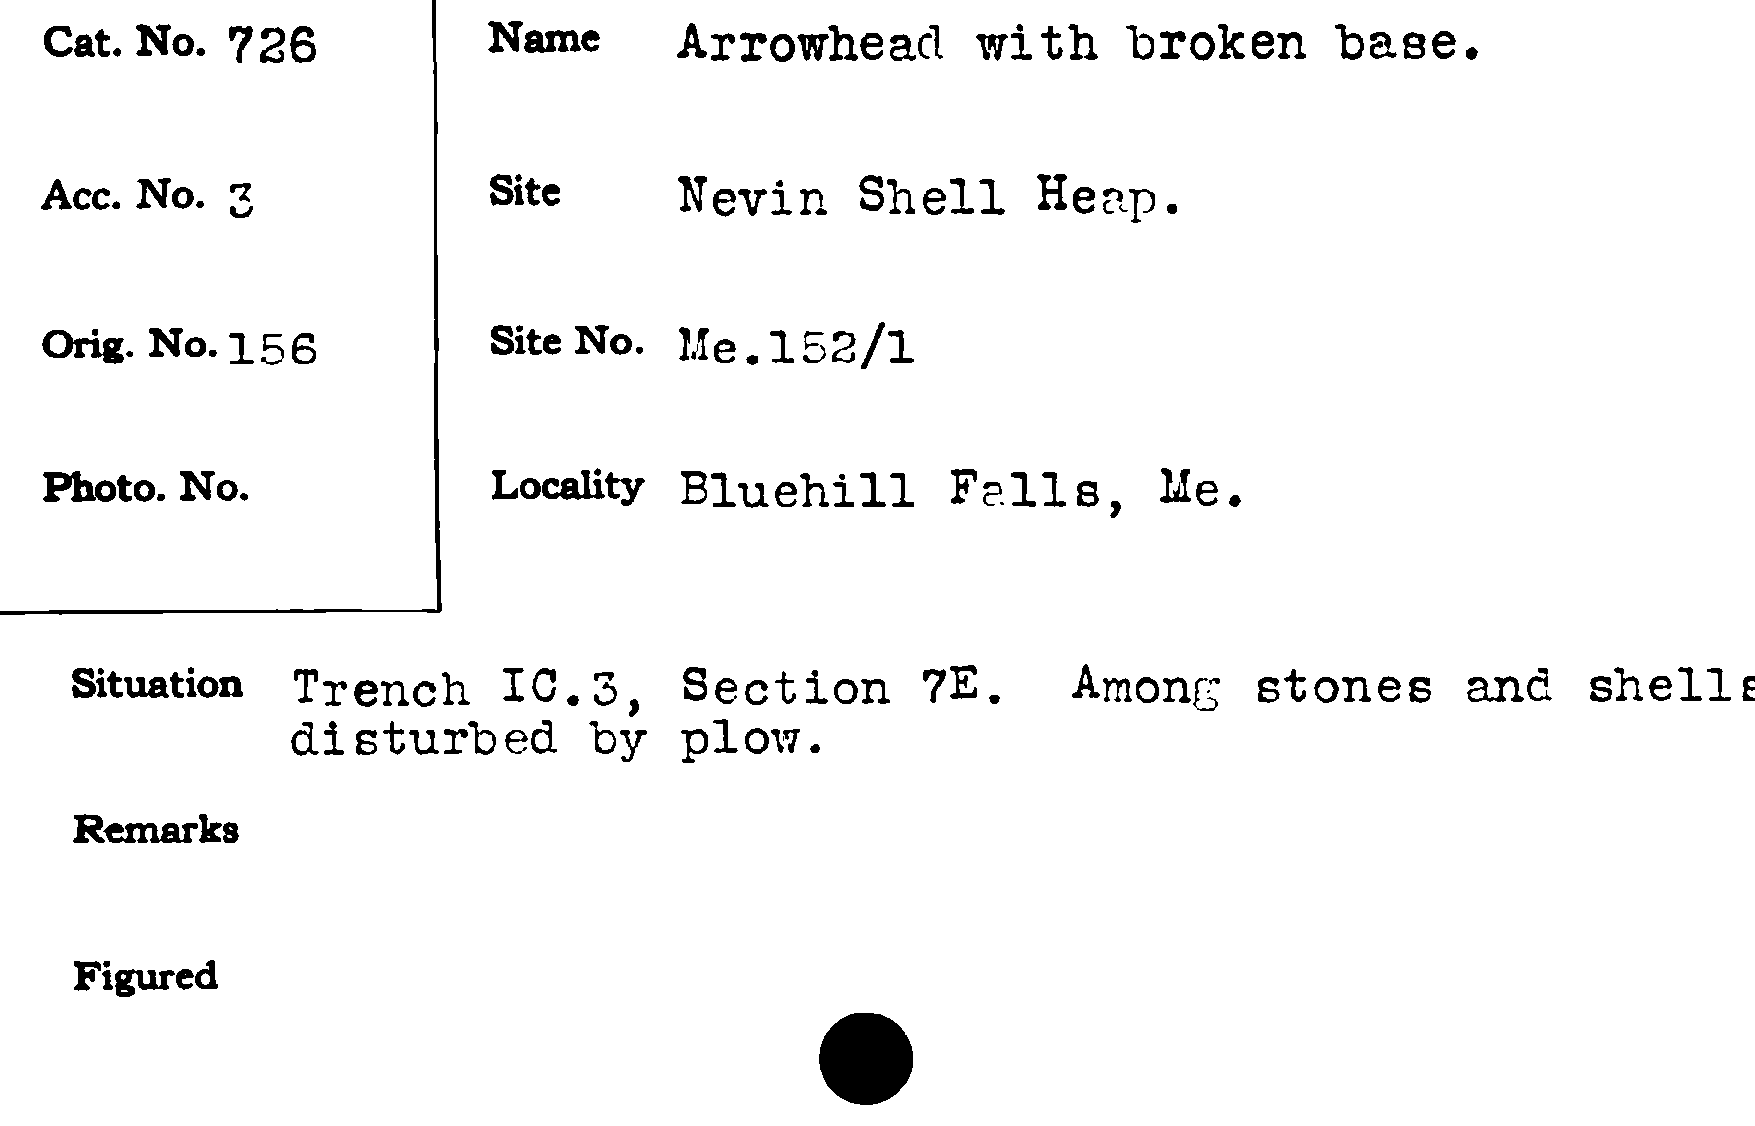 Cat. No. 726
Name Arrowhead with broken base.
Acc. No. 3
Site Nevin Shell Heap.
Orig. No. 156
Site No. Me.152/1
Photo. No.
Locality Bluehill Falls, Me.
Situation Trench IC.3, Section 7E. Among stones and shells
disturbed by plow.
Remarks
Figured